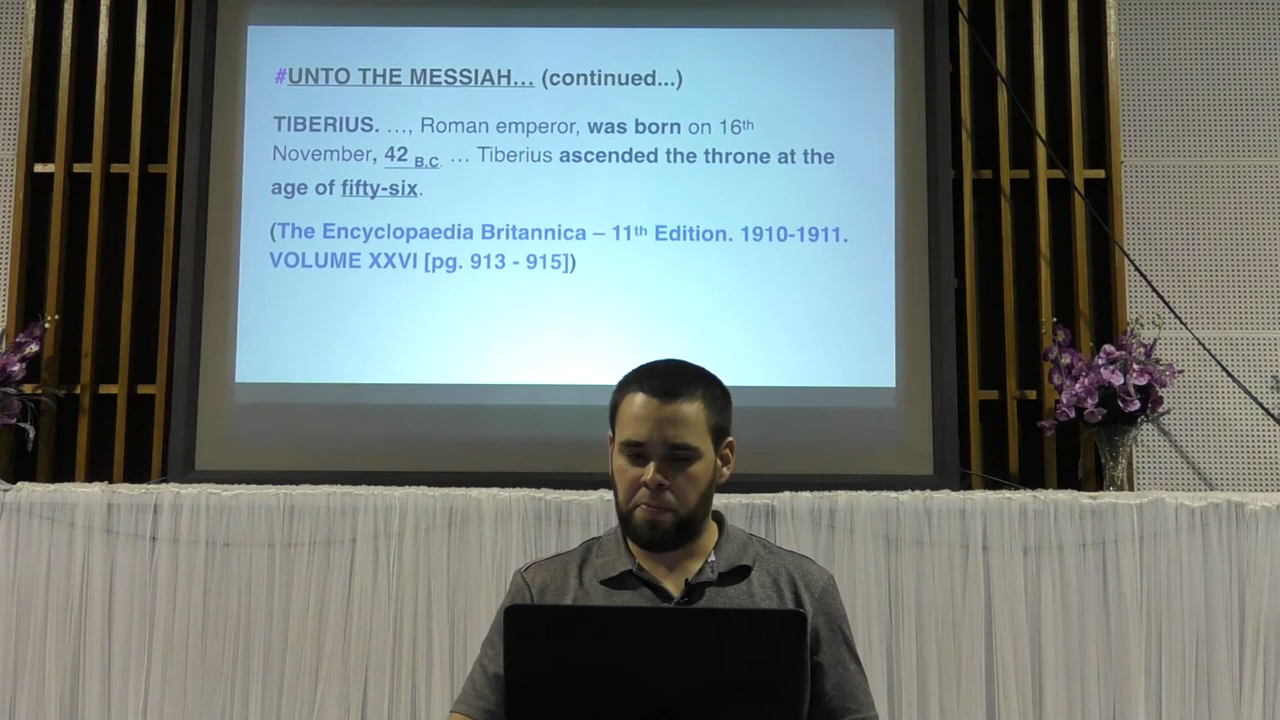 #UNTO THE MESSIAH… (continued...)
TIBERIUS. …, Roman emperor, was born on 16th
November, 42 B.C. … Tiberius ascended the throne at the
age of fifty-six.
(The Encyclopaedia Britannica – 11th Edition. 1910-1911.
VOLUME XXVI [pg. 913 - 915])